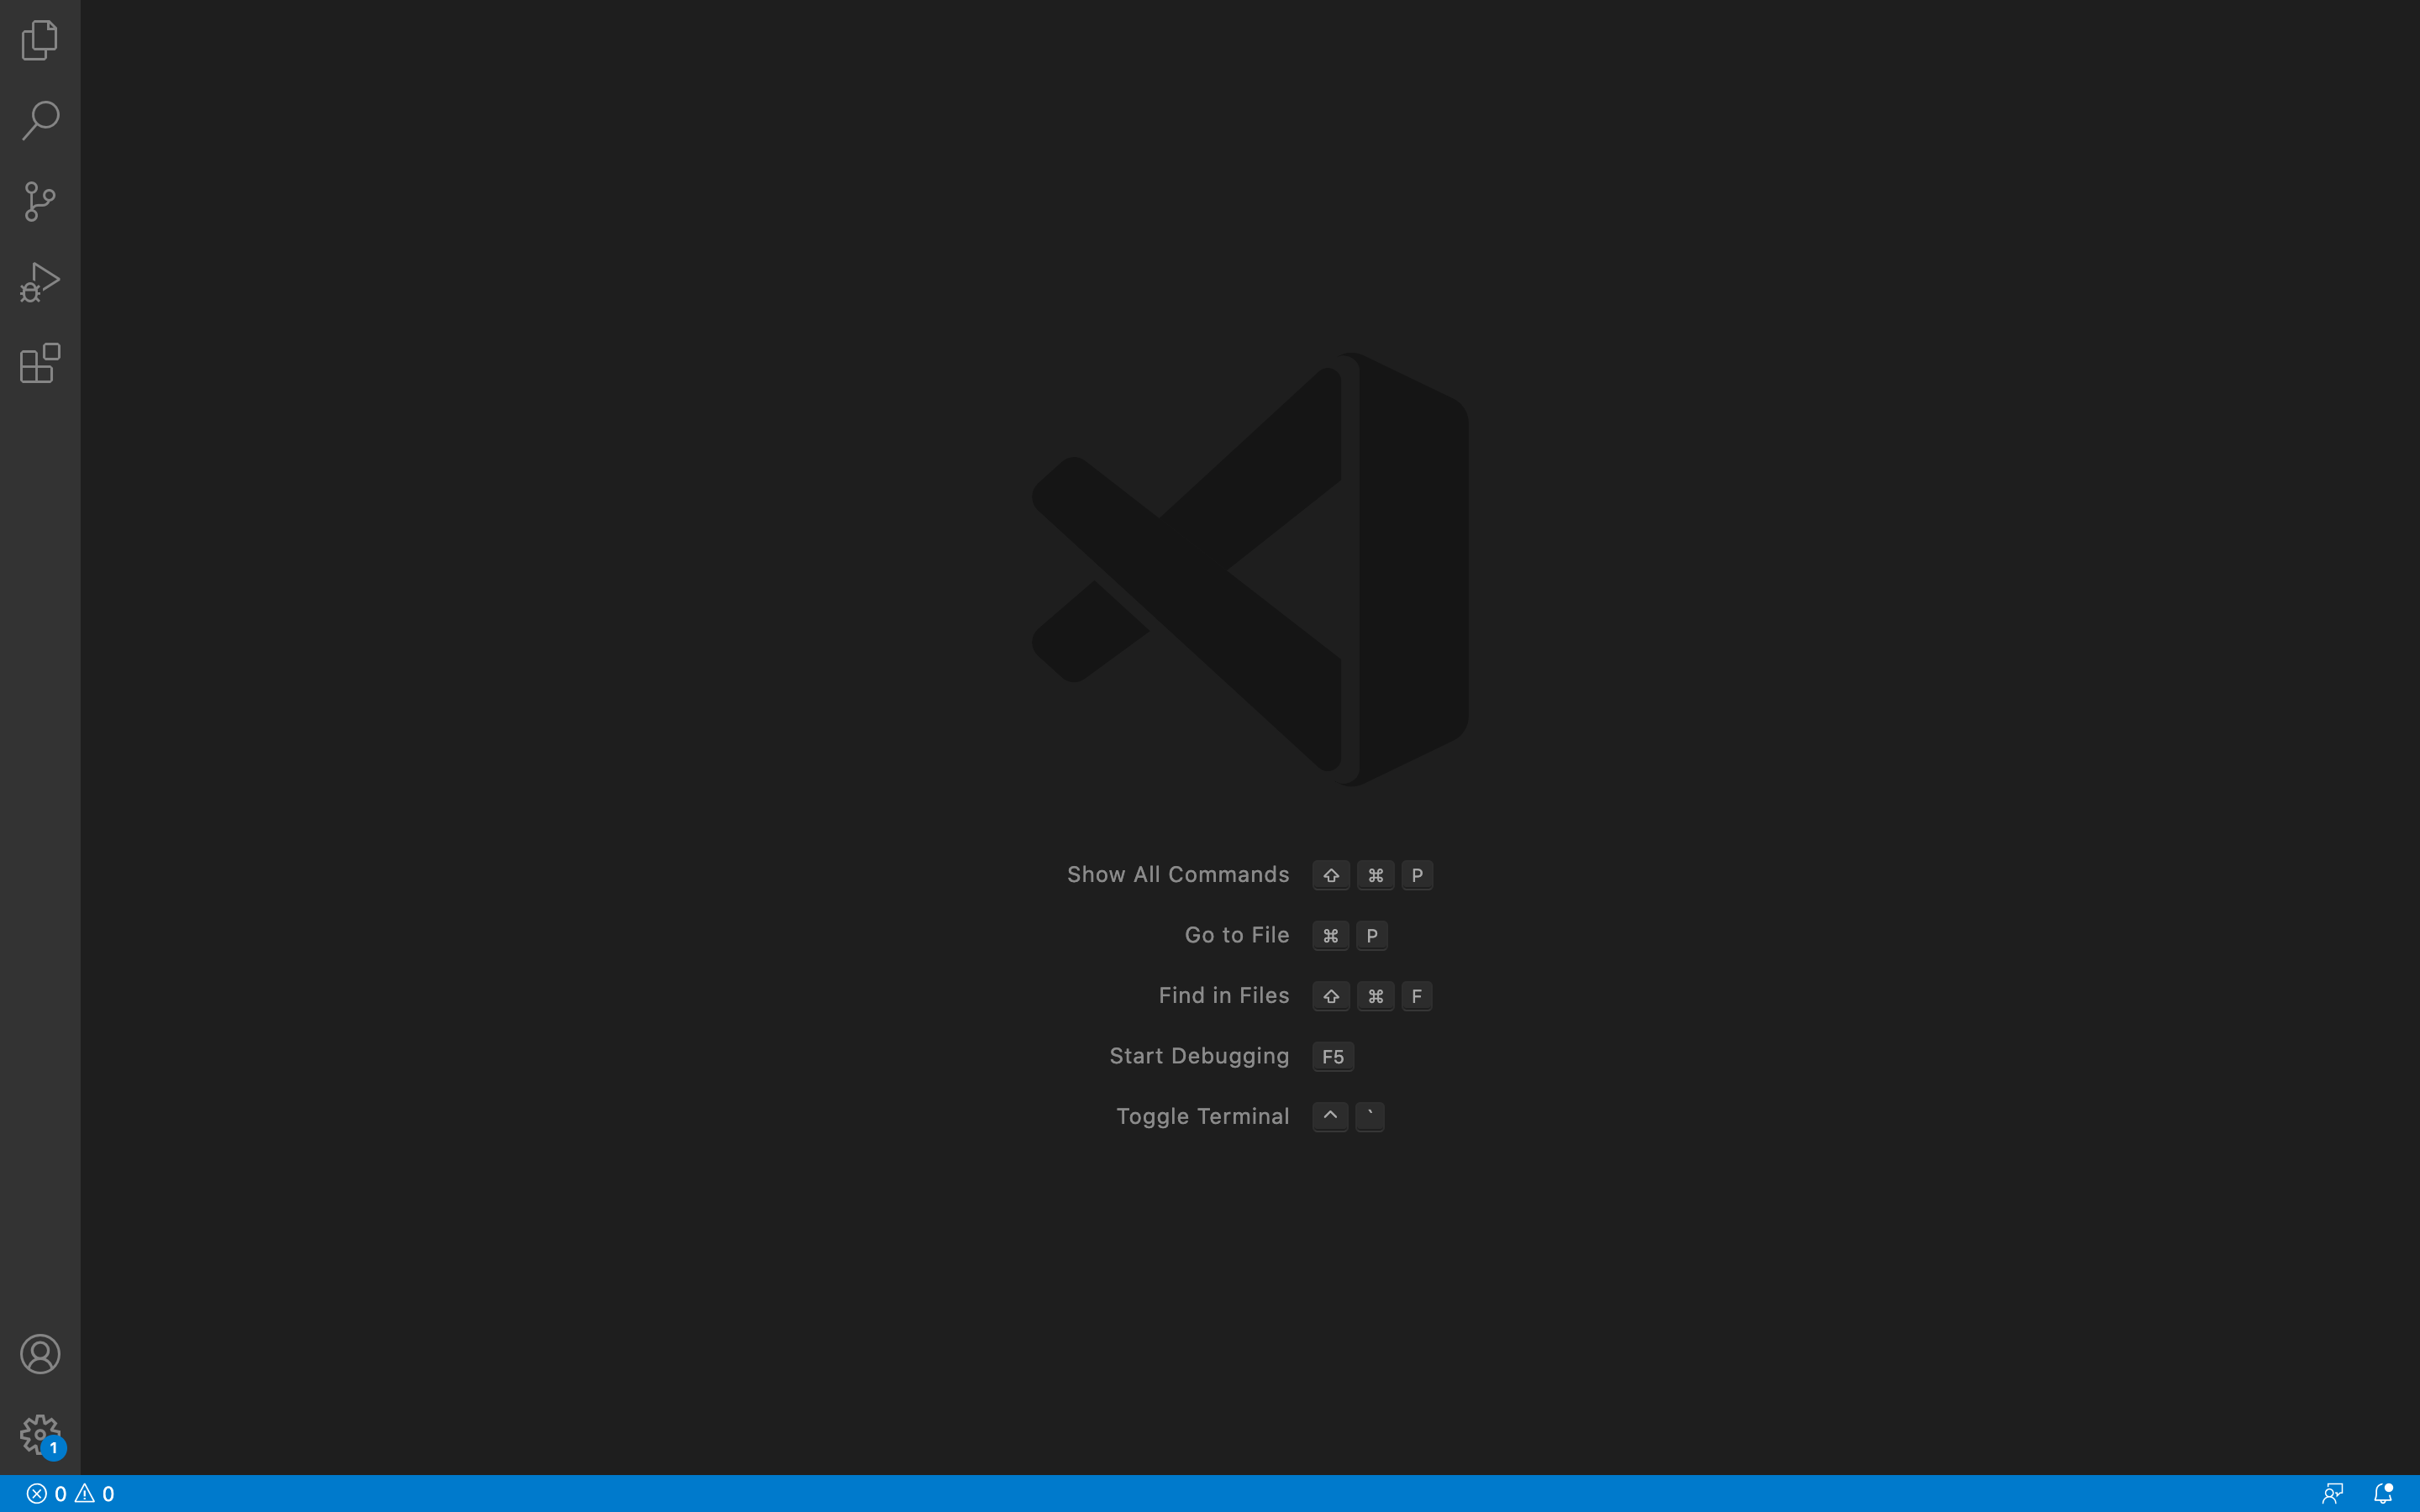 Show All Commands ⇧ ⌘ P
Go to File ⌘ P
Find in Files ⇧ ⌘ F
Start Debugging F5
Toggle Terminal ^ `
1
0 0